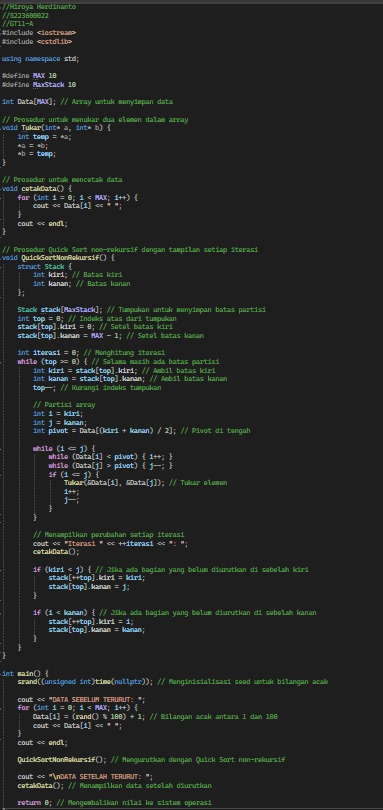 //Hiroya Herdinanto
//5223600022
//GT11-A
#include <iostream>
#include <cstdlib>
using namespace std;
#define MAX 10
#define MaxStack 10
int Data[MAX]; // Array untuk menyimpan data
// Prosedur untuk menukar dua elemen dalam array
void Tukar(int* a, int* b) {
    int temp = *a;
    *a = *b;
    *b = temp;
}
// Prosedur untuk mencetak data
void cetakData() {
    for (int i = 0; i < MAX; i++) {
        cout << Data[i] << " ";
    }
    cout << endl;
}
// Prosedur Quick Sort non-rekursif dengan tampilan setiap iterasi
void QuickSortNonRekursif() {
    struct Stack {
        int kiri; // Batas kiri
        int kanan; // Batas kanan
    };
    Stack stack[MaxStack]; // Tumpukan untuk menyimpan batas partisi
    int top = 0; // Indeks atas dari tumpukan
    stack[top].kiri = 0; // Setel batas kiri
    stack[top].kanan = MAX - 1; // Setel batas kanan
    int iterasi = 0; // Menghitung iterasi
    while (top >= 0) { // Selama masih ada batas partisi
        int kiri = stack[top].kiri; // Ambil batas kiri
        int kanan = stack[top].kanan; // Ambil batas kanan
        top--; // Kurangi indeks tumpukan
        // Partisi array
        int i = kiri;
        int j = kanan;
        int pivot = Data[(kiri + kanan) / 2]; // Pivot di tengah
        while (i <= j) {
            while (Data[i] < pivot) { i++; }
            while (Data[j] > pivot) { j--; }
            if (i <= j) {
                Tukar(&Data[i], &Data[j]); // Tukar elemen
                i++;
                j--;
            }
        }
        // Menampilkan perubahan setiap iterasi
        cout << "Iterasi " << ++iterasi << ": ";
        cetakData();
        if (kiri < j) { // Jika ada bagian yang belum diurutkan di sebelah kiri
            stack[++top].kiri = kiri;
            stack[top].kanan = j;
        }
        if (i < kanan) { // Jika ada bagian yang belum diurutkan di sebelah kanan
            stack[++top].kiri = i;
            stack[top].kanan = kanan;
        }
    }
}
int main() {
    srand((unsigned int)time(nullptr)); // Menginisialisasi seed untuk bilangan acak
    cout << "DATA SEBELUM TERURUT: ";
    for (int i = 0; i < MAX; i++) {
        Data[i] = (rand() % 100) + 1; // Bilangan acak antara 1 dan 100
        cout << Data[i] << " ";
    }
    cout << endl;
    QuickSortNonRekursif(); // Mengurutkan dengan Quick Sort non-rekursif
    cout << "\nDATA SETELAH TERURUT: ";
    cetakData(); // Menampilkan data setelah diurutkan
    return 0; // Mengembalikan nilai ke sistem operasi